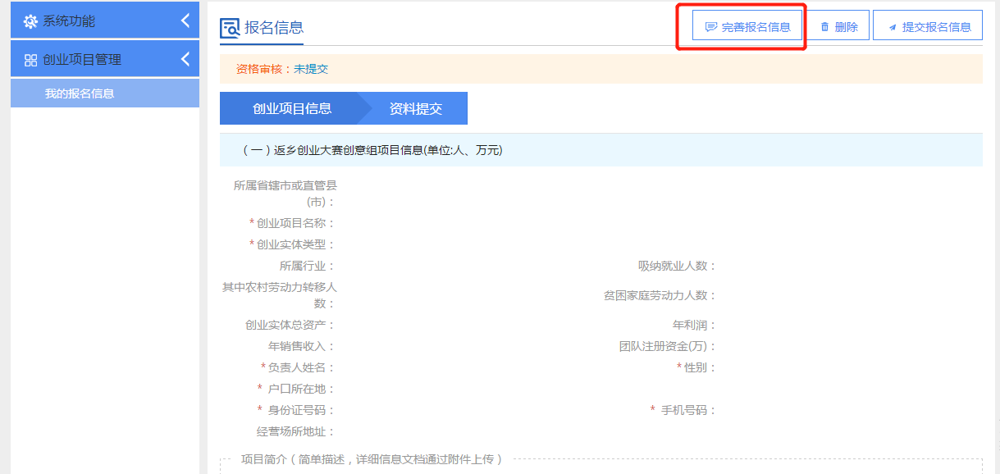 系统功能
创业项目管理
我的报名信息
报名信息
完善报名信息
删除
提交报名信息
资格审核：未提交
创业项目信息
资料提交
（一）返乡创业大赛创意组项目信息(单位:人、万元)
所属省辖市或直管县
(市)：
*创业项目名称：
*创业实体类型：
所属行业：
吸纳就业人数：
其中农村劳动力转移人
数：
贫困家庭劳动力人数：
创业实体总资产：
年利润：
年销售收入：
团队注册资金(万)：
*负责人姓名：
*性别：
* 户口所在地：
* 身份证号码：
* 手机号码：
经营场所地址：
项目简介（简单描述，详细信息文档通过附件上传）